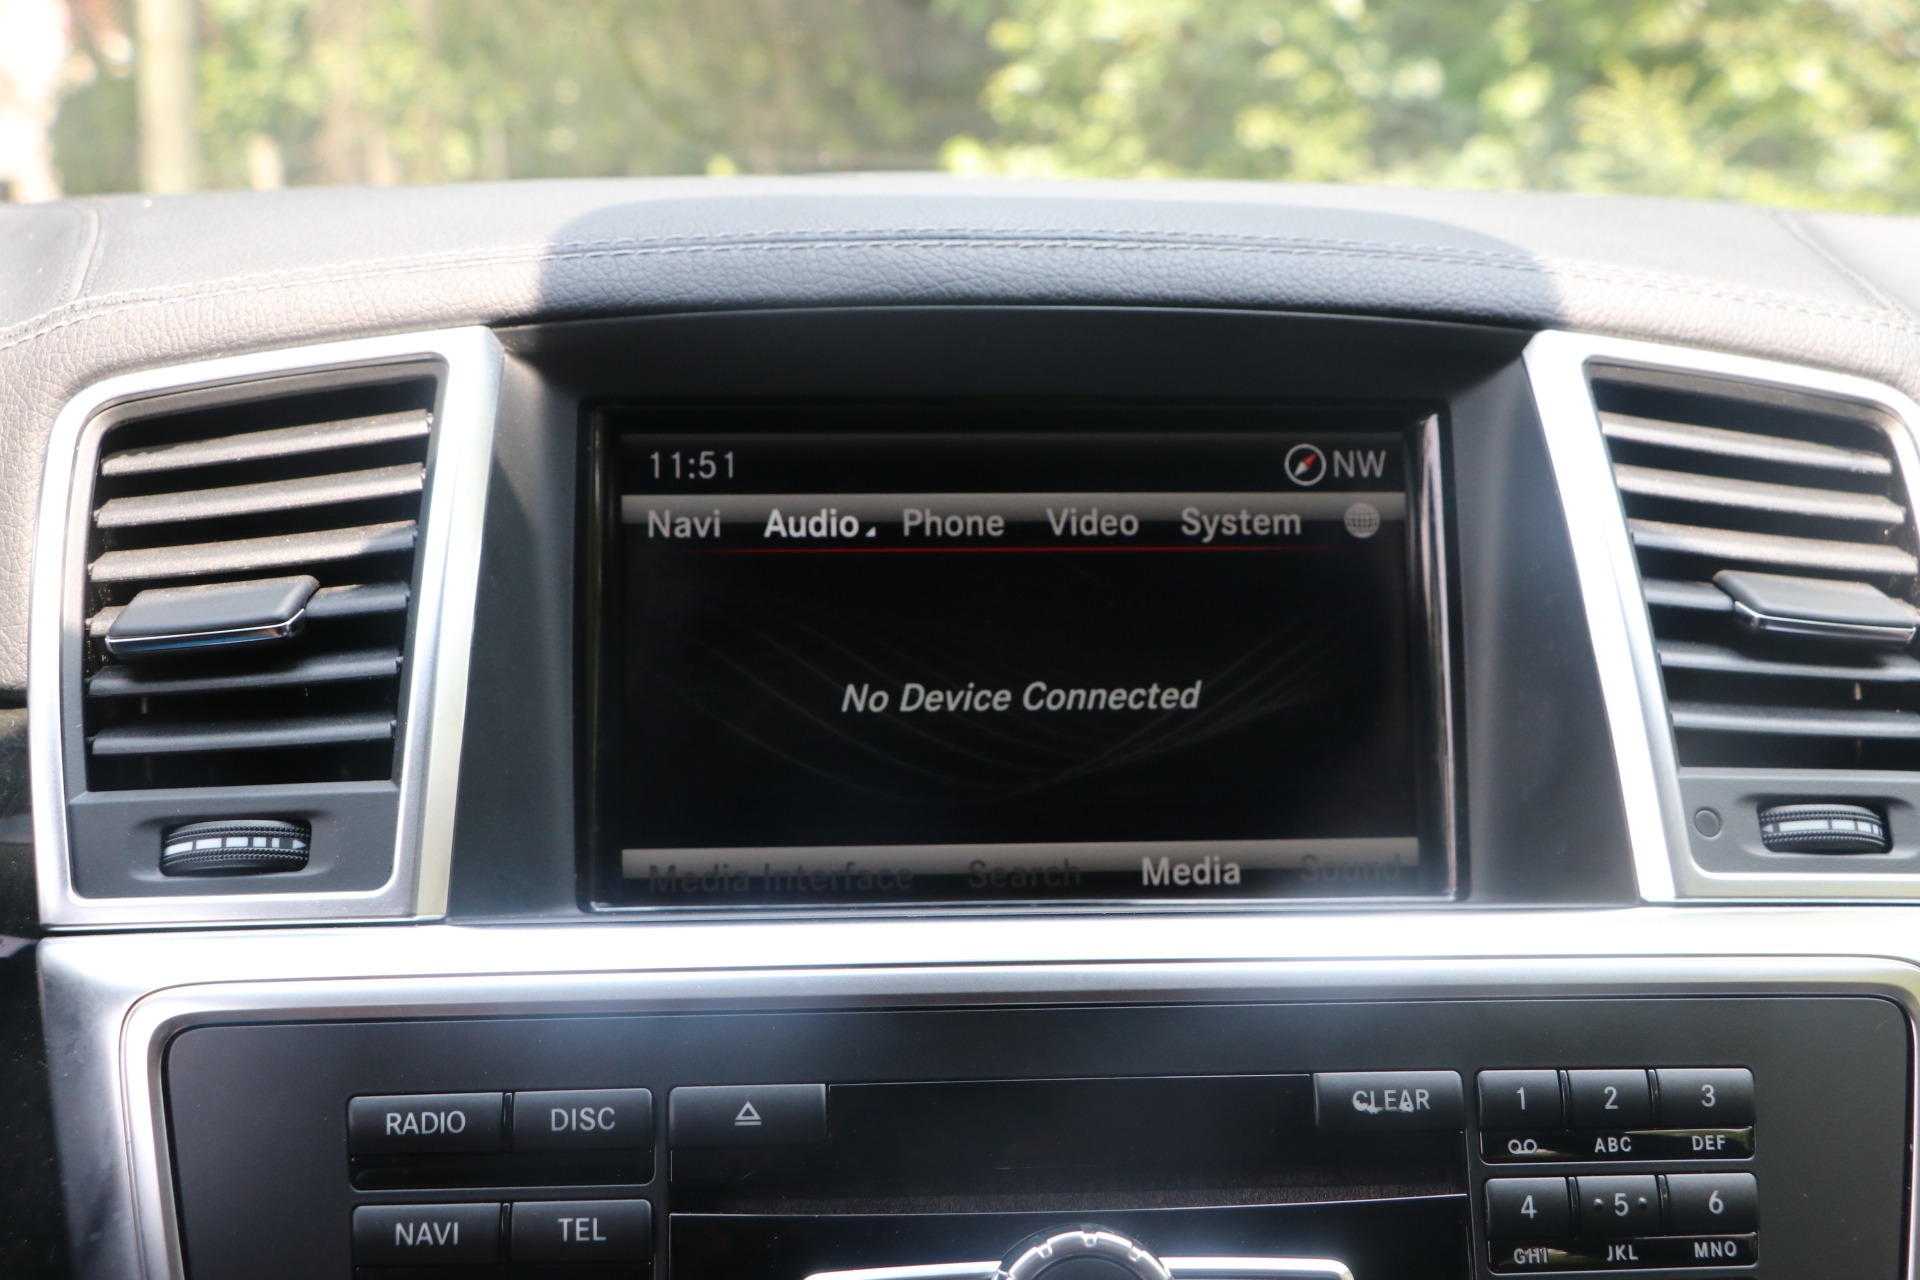 11:51 NW
Navi Audio Phone Video System
No Device Connected
Media Interface Search Media Sound
RADIO DISC CLEAR 1 2 3
ABC DEF
NAVI TEL 4 5 6
GHI JKL MNO